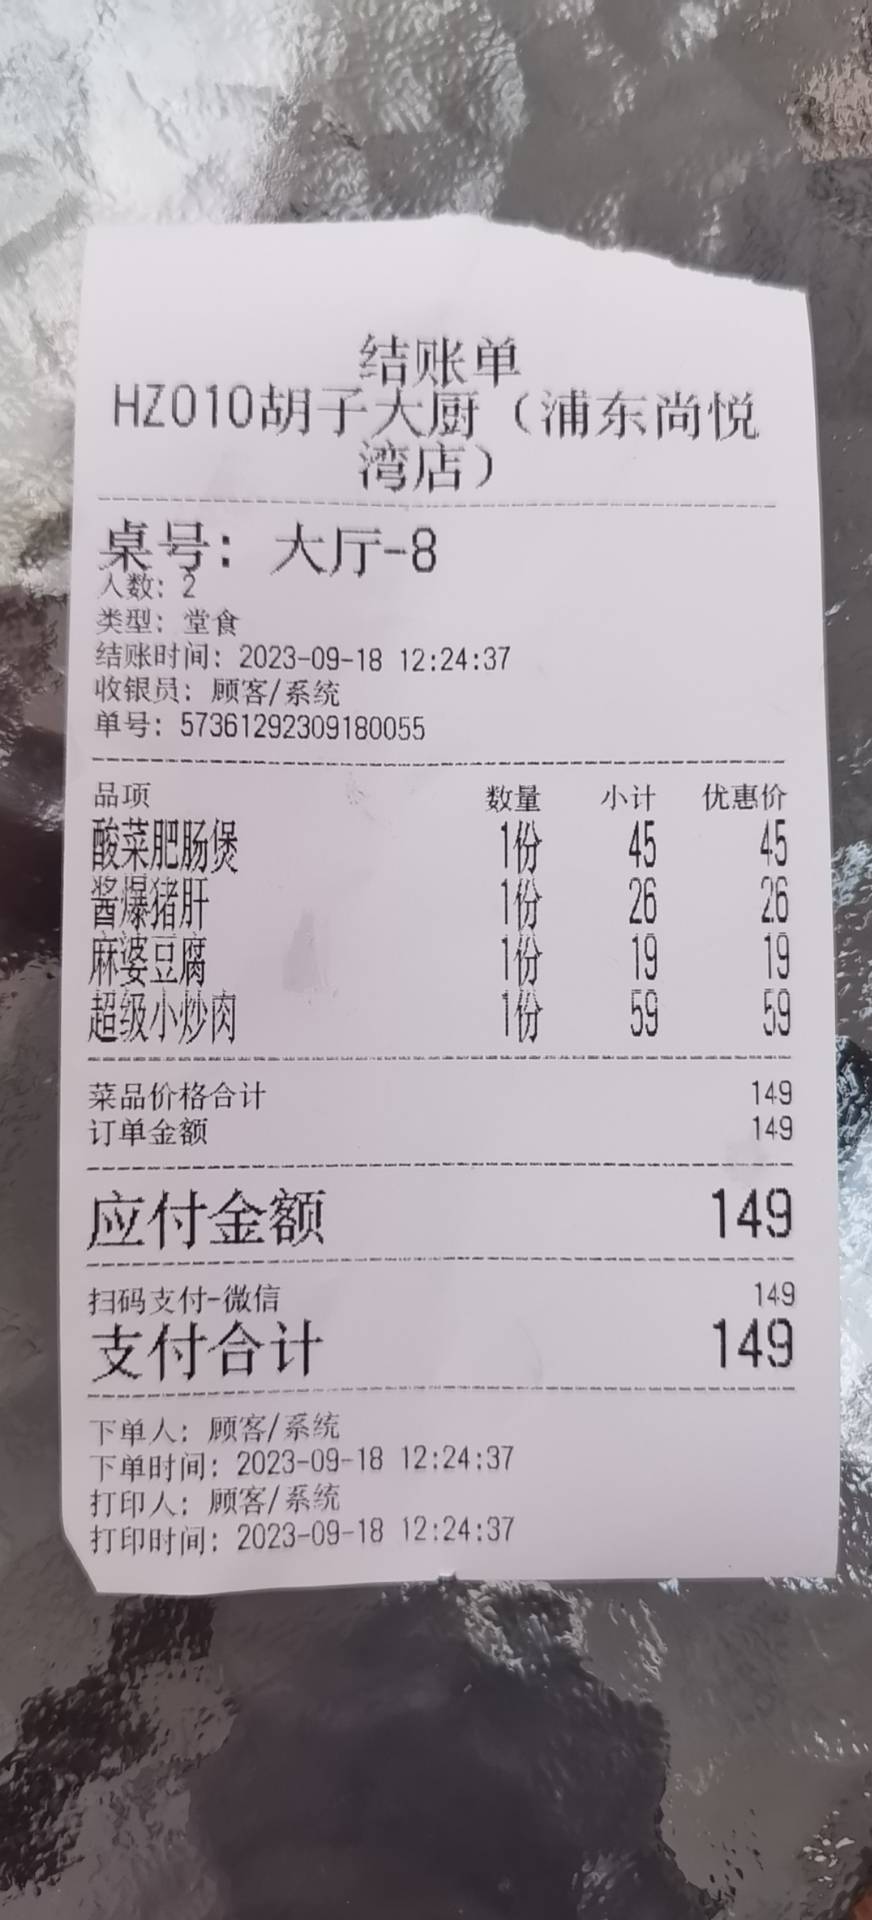 结账单
HZ010胡子大厨（浦东尚悦
湾店）
桌号：大厅-8
人数：2
类型：堂食
结账时间：2023-09-18 12:24:37
收银员：顾客/系统
单号：57361292309180055
品项 数量 小计 优惠价
酸菜肥肠煲 1份 45 45
酱爆猪肝 1份 26 26
麻婆豆腐 1份 19 19
超级小炒肉 1份 59 59
菜品价格合计 149
订单金额 149
应付金额 149
扫码支付-微信 149
支付合计 149
下单人：顾客/系统
下单时间：2023-09-18 12:24:37
打印人：顾客/系统
打印时间：2023-09-18 12:24:37